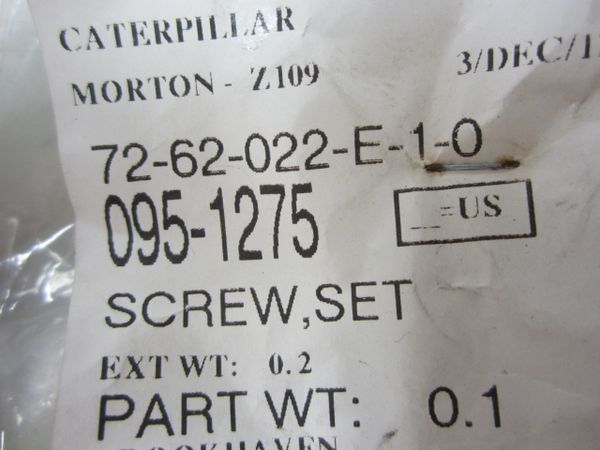 CATERPILLAR
MORTON - Z109 3/DEC/1
72-62-022-E-1-0
095-1275
__=US
SCREW,SET
EXT WT: 0.2
PART WT: 0.1